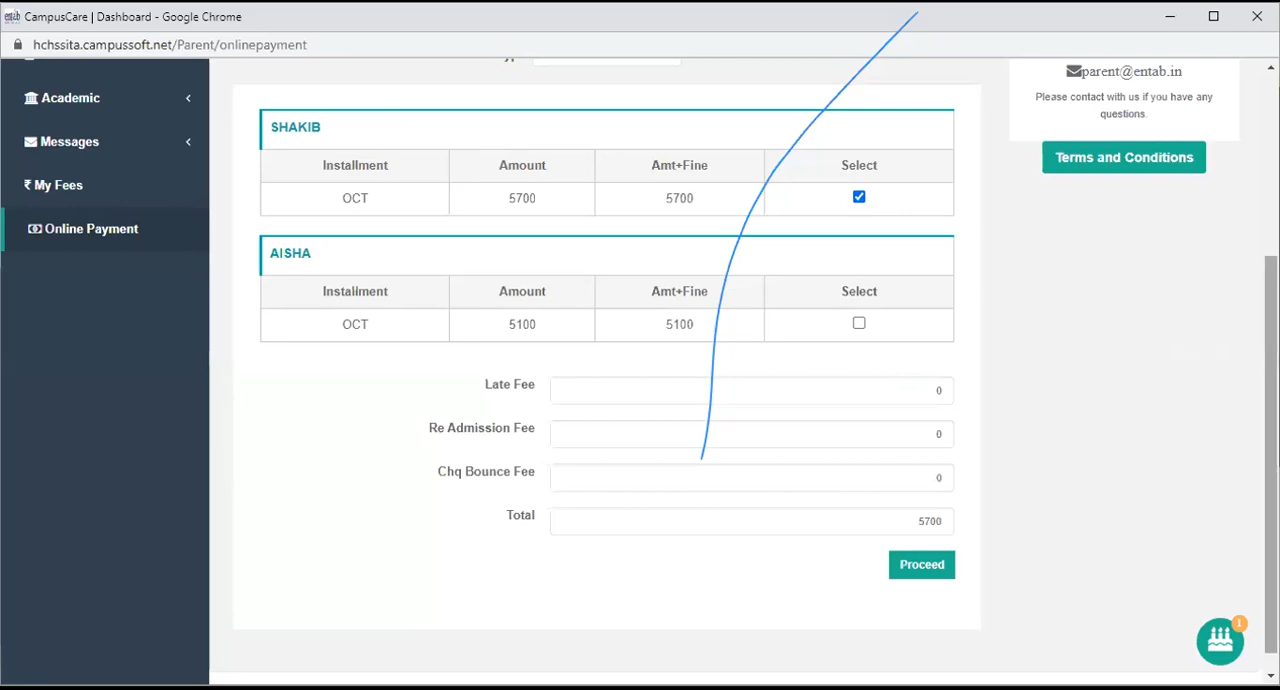 entab CampusCare | Dashboard - Google Chrome
hchssita.campussoft.net/Parent/onlinepayment
Academic
Messages
₹ My Fees
Online Payment
SHAKIB
Installment Amount Amt+Fine Select
OCT 5700 5700
AISHA
Installment Amount Amt+Fine Select
OCT 5100 5100
Late Fee 0
Re Admission Fee 0
Chq Bounce Fee 0
Total 5700
Proceed
parent@entab.in
Please contact with us if you have any
questions.
Terms and Conditions
1